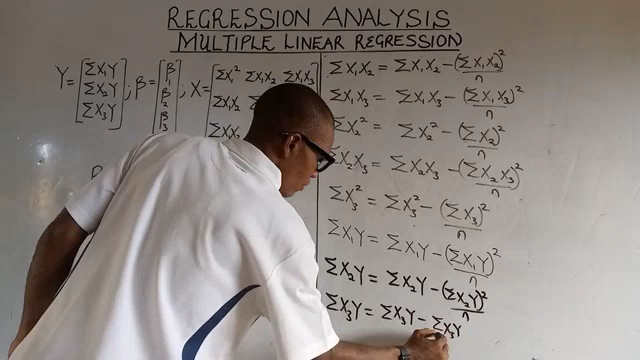 REGRESSION ANALYSIS
MULTIPLE LINEAR REGRESSION
Y = [ΣX₁Y ΣX₂Y ΣX₃Y]; β = [β₁ β₂ β₃]; X = [ΣX₁² ΣX₁X₂ ΣX₁X₃
ΣX₁X₂
ΣX₁X₂ = ΣX₁X₂ − (ΣX₁X₂)²/n
ΣX₁X₃ = ΣX₁X₃ − (ΣX₁X₃)²/n
ΣX₂² = ΣX₂² − (ΣX₂)²/n
ΣX₂X₃ = ΣX₂X₃ − (ΣX₂X₃)²/n
ΣX₃² = ΣX₃² − (ΣX₃)²/n
ΣX₁Y = ΣX₁Y − (ΣX₁Y)²/n
ΣX₂Y = ΣX₂Y − (ΣX₂Y)²/n
ΣX₃Y = ΣX₃Y − ΣX₃Y